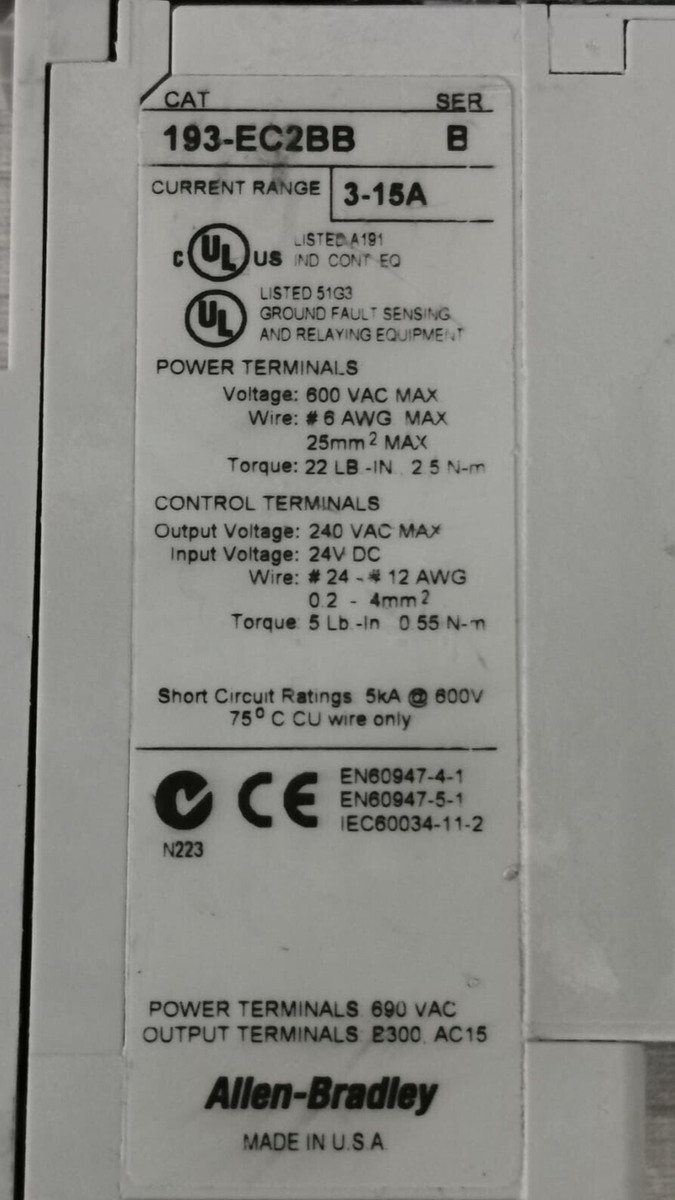 CAT SER
193-EC2BB B
CURRENT RANGE 3-15A
C UL US LISTED A191
IND CONT EQ
UL LISTED 51G3
GROUND FAULT SENSING
AND RELAYING EQUIPMENT
POWER TERMINALS
Voltage: 600 VAC MAX
Wire: # 6 AWG MAX
25mm² MAX
Torque: 22 LB-IN 2.5 N-m
CONTROL TERMINALS
Output Voltage: 240 VAC MAX
Input Voltage: 24V DC
Wire: # 24 - # 12 AWG
0.2 - 4mm²
Torque: 5 Lb-In 0.55 N-m
Short Circuit Ratings 5kA @ 600V
75° C CU wire only
CE EN60947-4-1
EN60947-5-1
IEC60034-11-2
N223
POWER TERMINALS 690 VAC
OUTPUT TERMINALS B300, AC15
Allen-Bradley
MADE IN U.S.A.